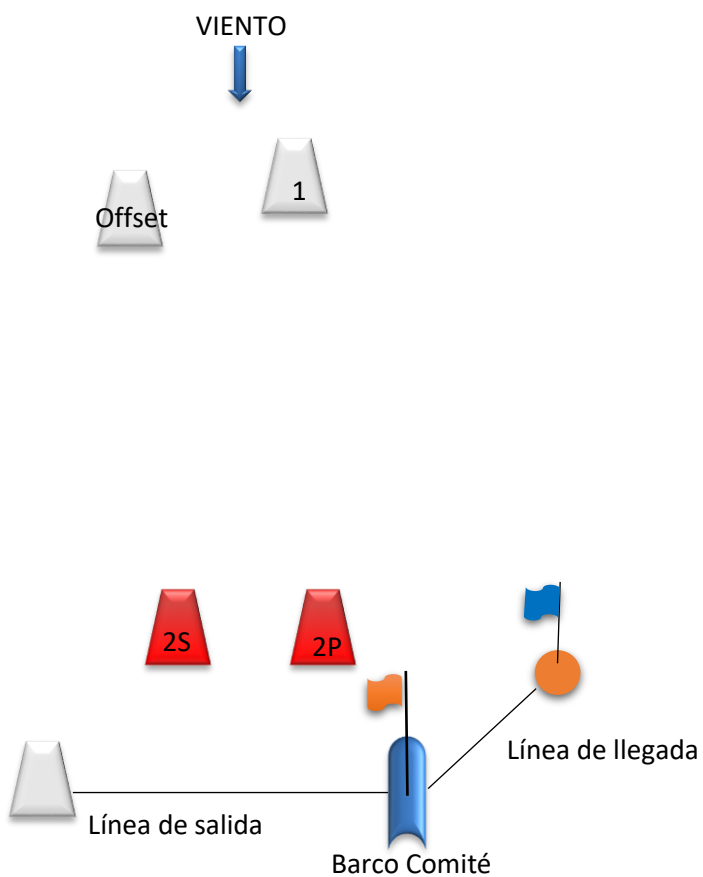 VIENTO
1
Offset
2S
2P
Línea de llegada
Línea de salida
Barco Comité